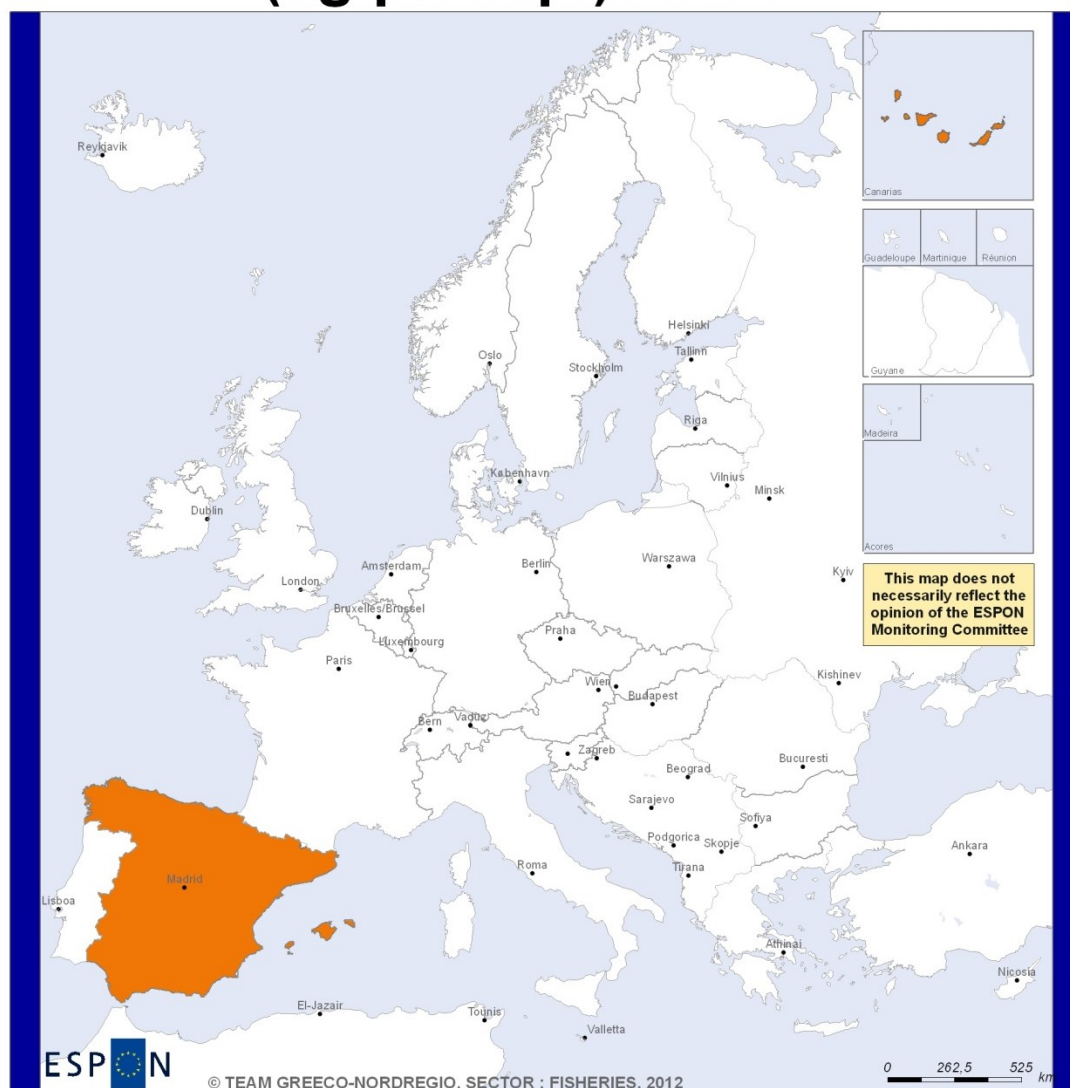 Reykjavik
Canarias
Guadeloupe
Martinique
Réunion
Guyane
Helsinki
Tallinn
Oslo
Stockholm
Riga
Madeira
København
Vilnius
Minsk
Dublin
Acores
Amsterdam
Berlin
Warszawa
Kyiv
London
This map does not
necessarily reflect the
opinion of the ESPON
Monitoring Committee
Bruxelles/Brussel
Praha
Luxembourg
Paris
Wien
Kishinev
Budapest
Bern
Vaduz
Zagreb
Beograd
Bucuresti
Sarajevo
Sofiya
Podgorica
Skopje
Ankara
Roma
Tirana
Madrid
Lisboa
Athinai
Nicosia
El-Jazair
Tounis
Valletta
ESPON
© TEAM GREECO-NORDREGIO, SECTOR : FISHERIES, 2012
0 262,5 525
km